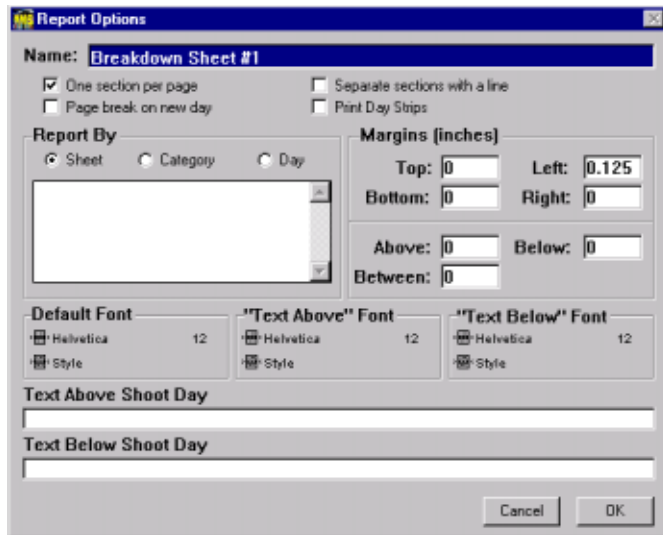 Report Options
Name: Breakdown Sheet #1
One section per page Separate sections with a line
Page break on new day Print Day Strips
Report By Margins (inches)
Sheet Category Day
Top: 0 Left: 0.125
Bottom: 0 Right: 0
Above: 0 Below: 0
Between: 0
Default Font "Text Above" Font "Text Below" Font
Helvetica 12 Helvetica 12 Helvetica 12
Style Style Style
Text Above Shoot Day
Text Below Shoot Day
Cancel OK